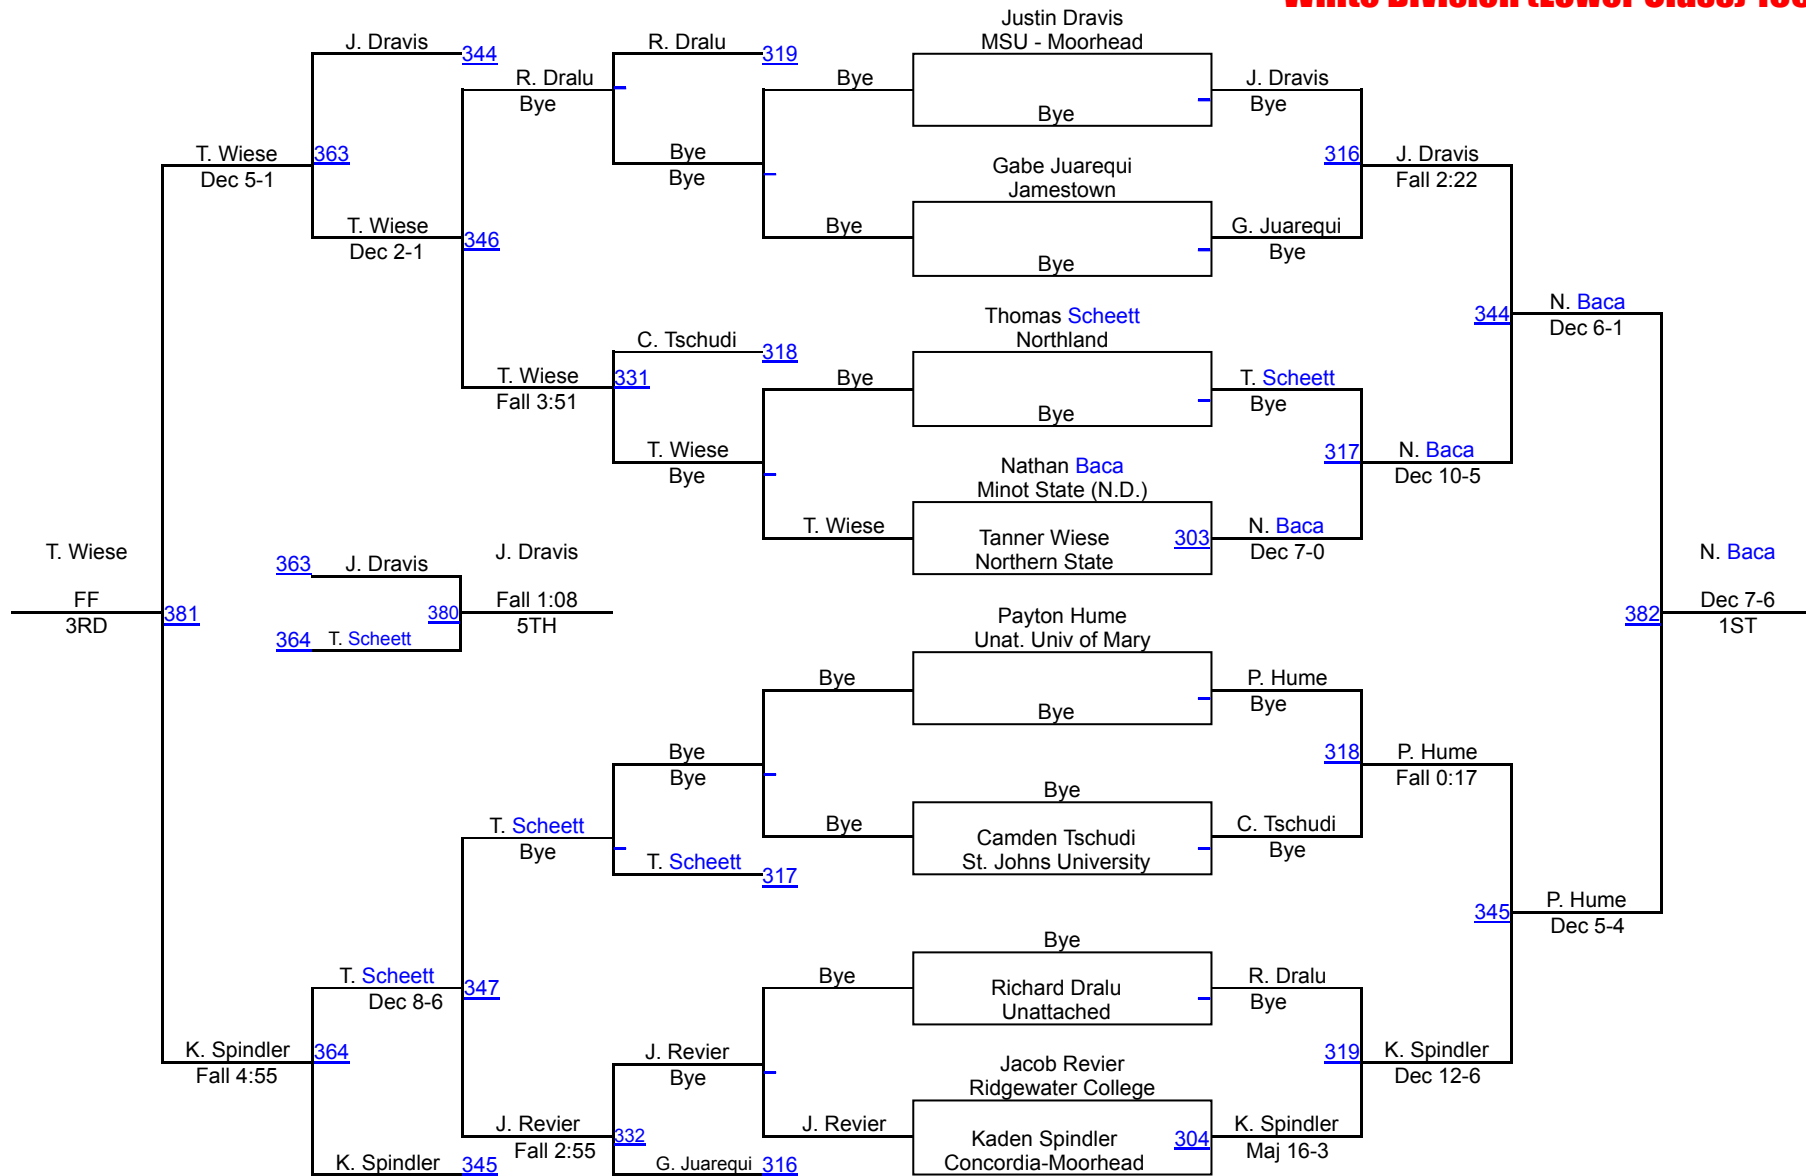 White Division (Lower Class)
Justin Dravis
J. Dravis
R. Dralu
MSU - Moorhead
344
319
R. Dralu
Bye
J. Dravis
Bye
Bye
Bye
Bye
T. Wiese
363
Bye
316
J. Dravis
Dec 5-1
Bye
Gabe Juarequi
Fall 2:22
Jamestown
T. Wiese
346
Bye
G. Juarequi
Dec 2-1
Bye
Bye
Thomas Scheett
344
N. Baca
C. Tschudi
318
Northland
Dec 6-1
T. Wiese
331
Bye
T. Scheett
Fall 3:51
Bye
Bye
T. Wiese
317
N. Baca
Bye
Nathan Baca
Dec 10-5
Minot State (N.D.)
T. Wiese
Tanner Wiese
303
N. Baca
T. Wiese
363
J. Dravis
J. Dravis
Northern State
Dec 7-0
N. Baca
FF
381
380
Fall 1:08
382
Dec 7-6
3RD
364
T. Scheett
5TH
Payton Hume
1ST
Unat. Univ of Mary
Bye
P. Hume
Bye
Bye
Bye
318
P. Hume
Bye
Fall 0:17
Bye
T. Scheett
Bye
Camden Tschudi
C. Tschudi
Bye
T. Scheett
317
St. Johns University
Bye
345
P. Hume
Dec 5-4
Bye
T. Scheett
347
Bye
Richard Dralu
R. Dralu
Dec 8-6
Unattached
Bye
K. Spindler
364
J. Revier
Jacob Revier
319
K. Spindler
Fall 4:55
Bye
Ridgewater College
Dec 12-6
J. Revier
332
J. Revier
Kaden Spindler
304
K. Spindler
Fall 2:55
Concordia-Moorhead
Maj 16-3
K. Spindler
345
G. Juarequi
316